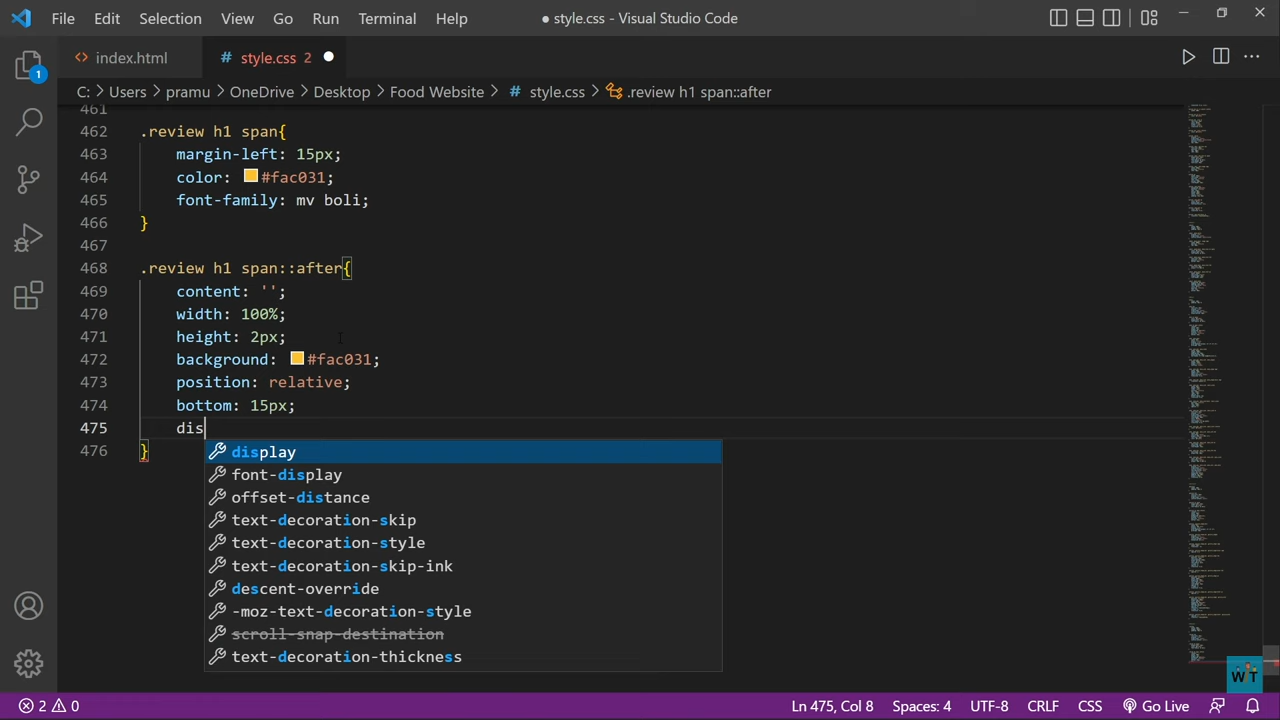 File Edit Selection View Go Run Terminal Help ● style.css - Visual Studio Code
index.html # style.css 2
1
C: > Users > pramu > OneDrive > Desktop > Food Website > # style.css > .review h1 span::after
461
462 .review h1 span{
463 margin-left: 15px;
464 color: #fac031;
465 font-family: mv boli;
466 }
467
468 .review h1 span::after{
469 content: '';
470 width: 100%;
471 height: 2px;
472 background: #fac031;
473 position: relative;
474 bottom: 15px;
475 dis
476 }
display
font-display
offset-distance
text-decoration-skip
text-decoration-style
text-decoration-skip-ink
descent-override
-moz-text-decoration-style
scroll-snap-destination
text-decoration-thickness
WT
2 0 Ln 475, Col 8 Spaces: 4 UTF-8 CRLF CSS Go Live